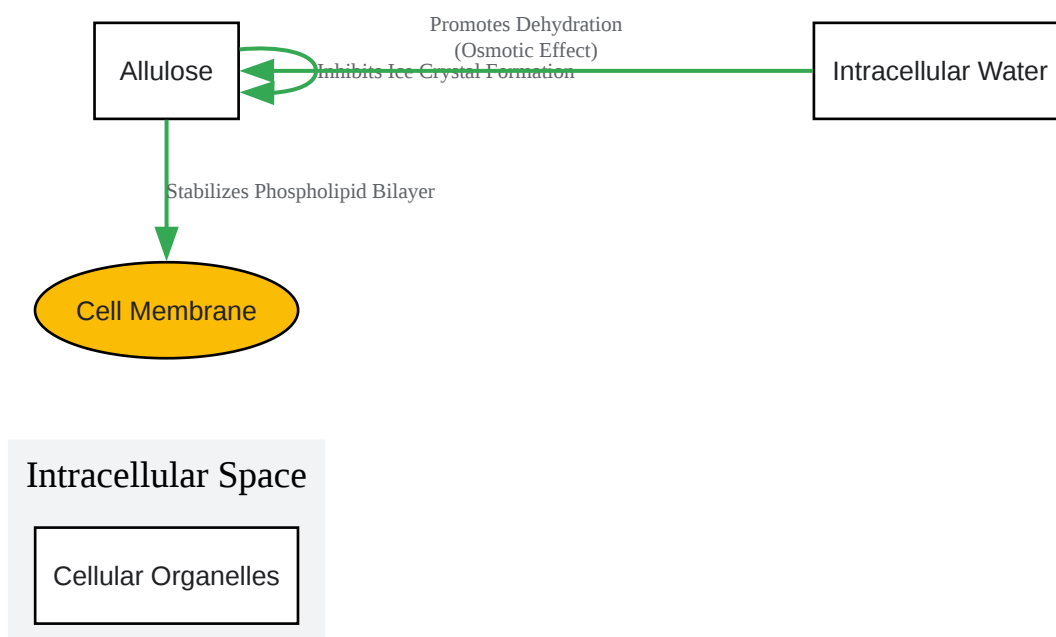 Promotes Dehydration
(Osmotic Effect)
Allulose
Inhibits Ice Crystal Formation
Intracellular Water
Stabilizes Phospholipid Bilayer
Cell Membrane
Intracellular Space
Cellular Organelles